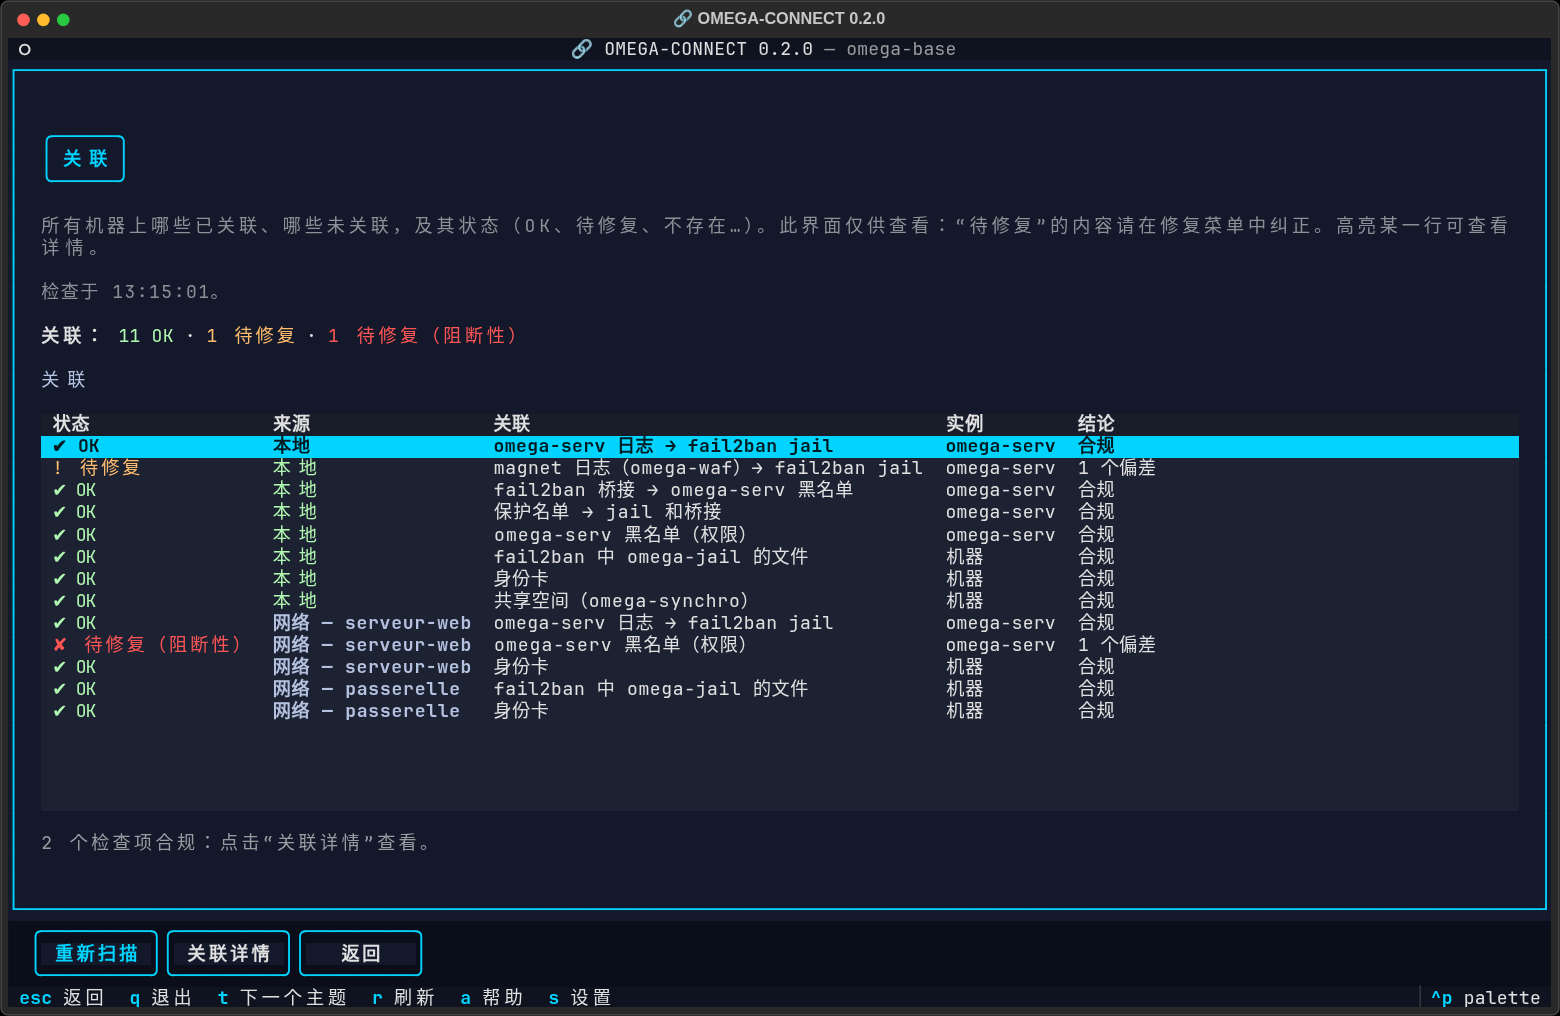 🔗 OMEGA-CONNECT 0.2.0
🔗 OMEGA-CONNECT 0.2.0 — omega-base
关联
所有机器上哪些已关联、哪些未关联，及其状态（OK、待修复、不存在…）。此界面仅供查看：“待修复”的内容请在修复菜单中纠正。高亮某一行可查看
详情。
检查于 13:15:01。
关联： 11 OK · 1 待修复 · 1 待修复（阻断性）
关联
状态 来源 关联 实例 结论
✔ OK 本地 omega-serv 日志 → fail2ban jail omega-serv 合规
! 待修复 本地 magnet 日志（omega-waf）→ fail2ban jail omega-serv 1 个偏差
✔ OK 本地 fail2ban 桥接 → omega-serv 黑名单 omega-serv 合规
✔ OK 本地 保护名单 → jail 和桥接 omega-serv 合规
✔ OK 本地 omega-serv 黑名单（权限） omega-serv 合规
✔ OK 本地 fail2ban 中 omega-jail 的文件 机器 合规
✔ OK 本地 身份卡 机器 合规
✔ OK 本地 共享空间（omega-synchro） 机器 合规
✔ OK 网络 — serveur-web omega-serv 日志 → fail2ban jail omega-serv 合规
✘ 待修复（阻断性） 网络 — serveur-web omega-serv 黑名单（权限） omega-serv 1 个偏差
✔ OK 网络 — serveur-web 身份卡 机器 合规
✔ OK 网络 — passerelle fail2ban 中 omega-jail 的文件 机器 合规
✔ OK 网络 — passerelle 身份卡 机器 合规
2 个检查项合规：点击“关联详情”查看。
重新扫描 关联详情 返回
esc 返回 q 退出 t 下一个主题 r 刷新 a 帮助 s 设置 ^p palette